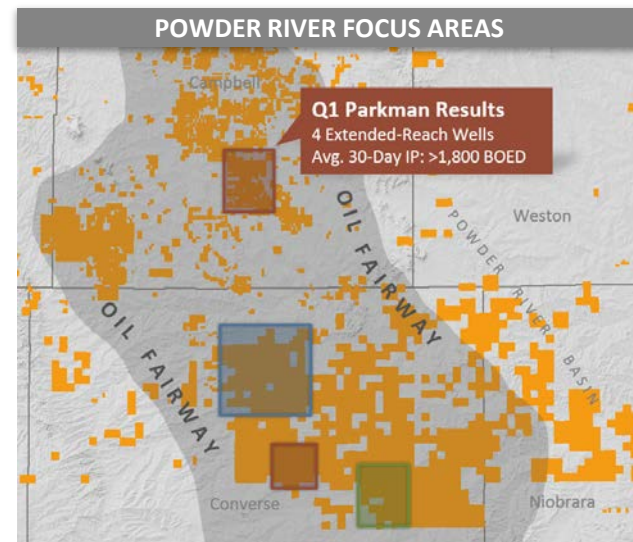 POWDER RIVER FOCUS AREAS
Campbell
Q1 Parkman Results
4 Extended-Reach Wells
Avg. 30-Day IP: >1,800 BOED
OIL FAIRWAY
Weston
POWDER RIVER BASIN
OIL FAIRWAY
Converse
Niobrara